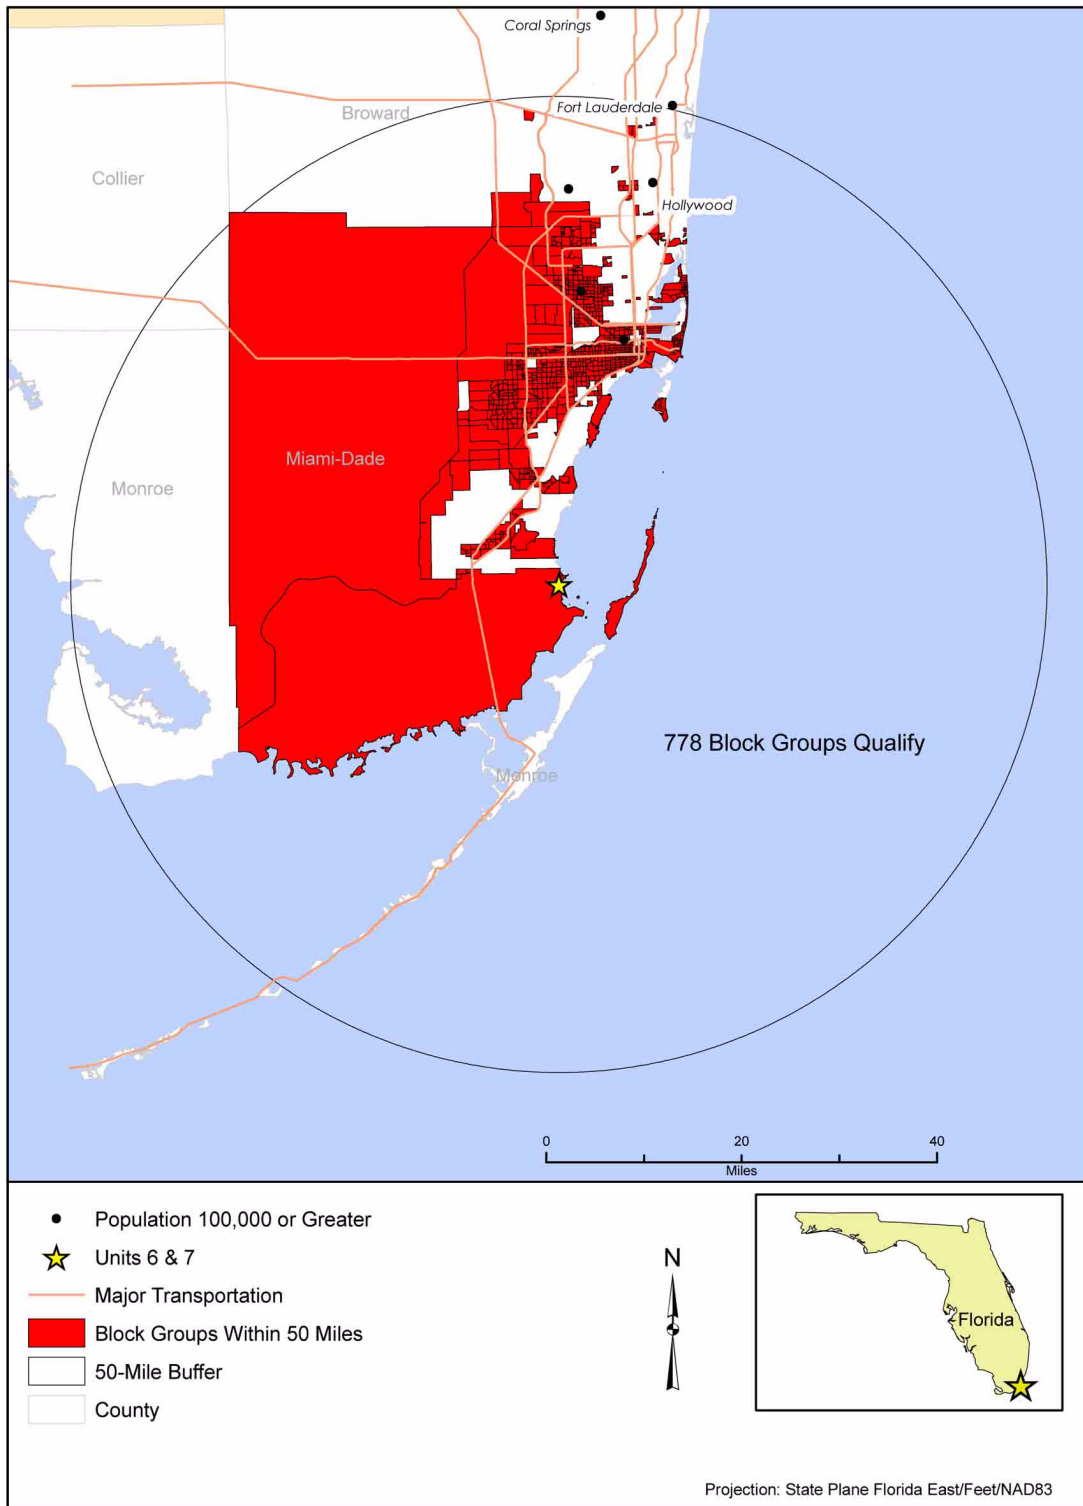 Coral Springs
Fort Lauderdale
Broward
Collier
Hollywood
Miami-Dade
Monroe
778 Block Groups Qualify
Monroe
0 20 40
Miles
Population 100,000 or Greater
Units 6 & 7
Major Transportation
Block Groups Within 50 Miles
50-Mile Buffer
County
N
Florida
Projection: State Plane Florida East/Feet/NAD83